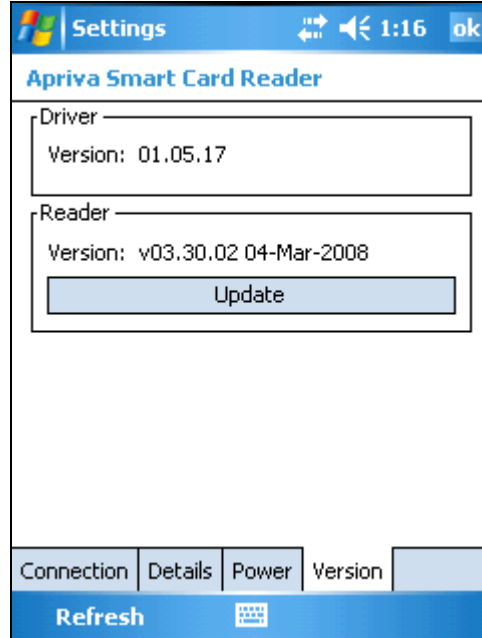 Settings 1:16 ok
Apriva Smart Card Reader
Driver
Version: 01.05.17
Reader
Version: v03.30.02 04-Mar-2008
Update
Connection Details Power Version
Refresh